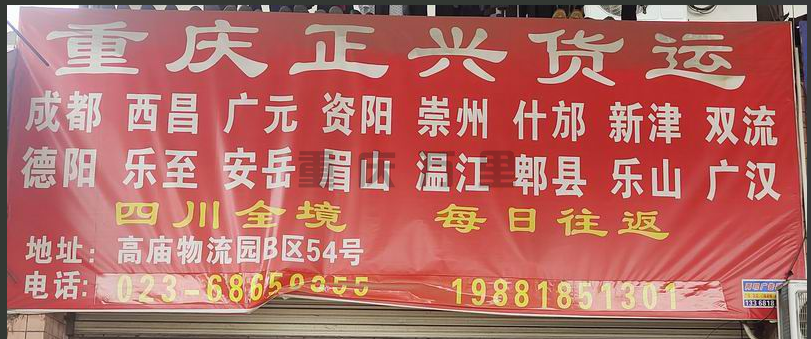 重庆正兴货运
成都 西昌 广元 资阳 崇州 什邡 新津 双流
德阳 乐至 安岳 眉山 温江 郫县 乐山 广汉
四川全境 每日往返
地址：高庙物流园B区54号
电话：19881851301